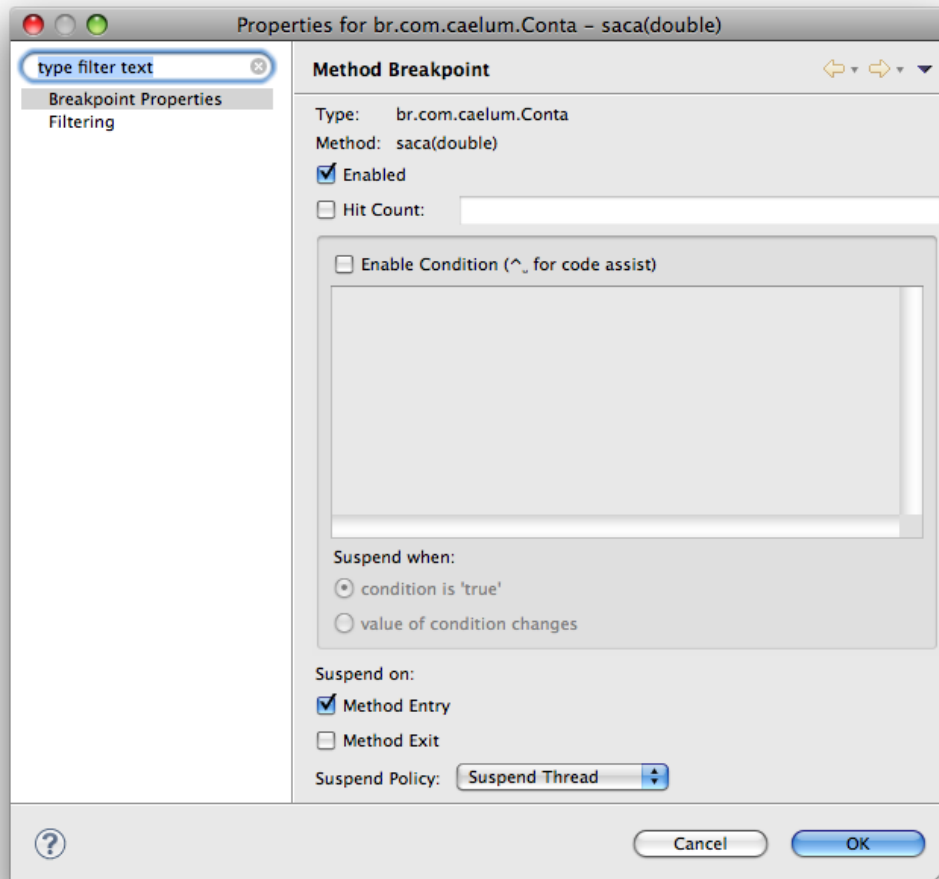 Properties for br.com.caelum.Conta – saca(double)
type filter text
Breakpoint Properties
Filtering
Method Breakpoint
Type: br.com.caelum.Conta
Method: saca(double)
Enabled
Hit Count:
Enable Condition (^␣ for code assist)
Suspend when:
condition is 'true'
value of condition changes
Suspend on:
Method Entry
Method Exit
Suspend Policy: Suspend Thread
?
Cancel
OK